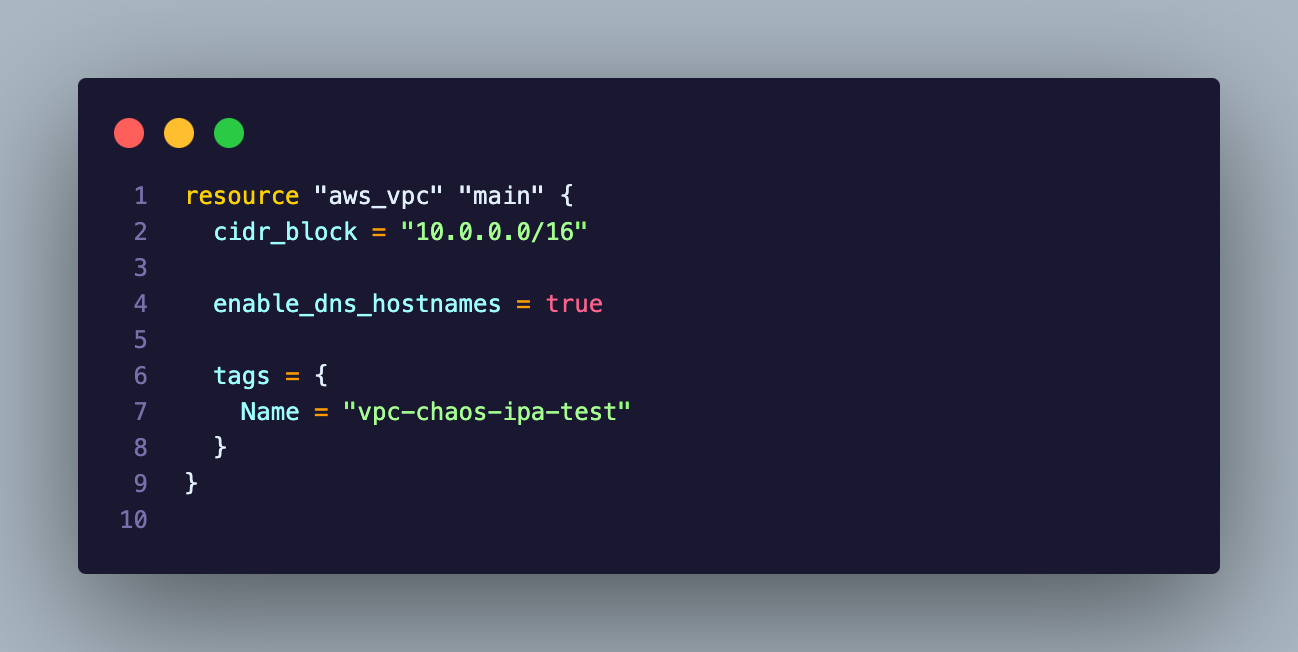 1 resource "aws_vpc" "main" {
2   cidr_block = "10.0.0.0/16"
3
4   enable_dns_hostnames = true
5
6   tags = {
7     Name = "vpc-chaos-ipa-test"
8   }
9 }
10